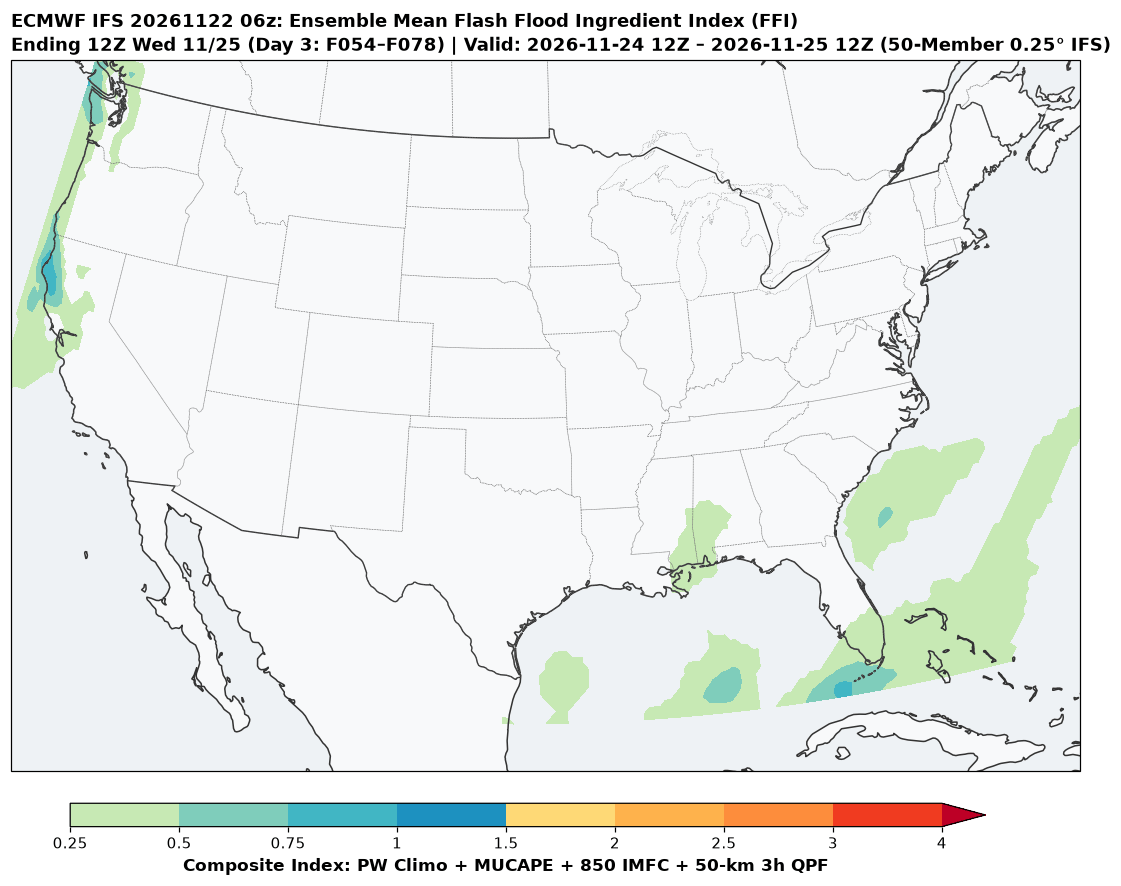 ECMWF IFS 20261122 06z: Ensemble Mean Flash Flood Ingredient Index (FFI)
Ending 12Z Wed 11/25 (Day 3: F054–F078) | Valid: 2026-11-24 12Z – 2026-11-25 12Z (50-Member 0.25° IFS)
0.25 0.5 0.75 1 1.5 2 2.5 3 4
Composite Index: PW Climo + MUCAPE + 850 IMFC + 50-km 3h QPF